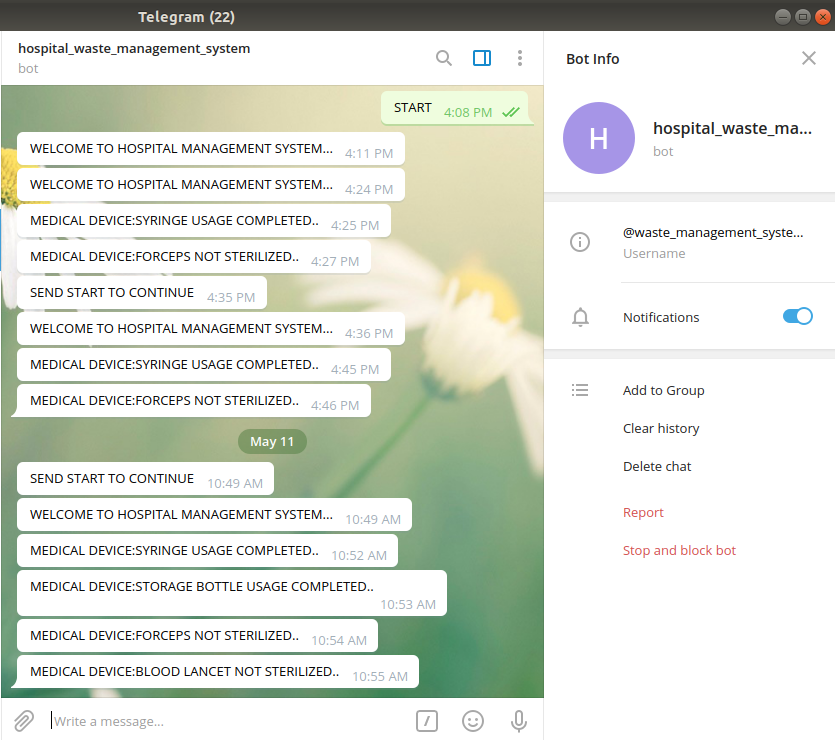 Telegram (22)
hospital_waste_management_system
bot
START 4:08 PM
WELCOME TO HOSPITAL MANAGEMENT SYSTEM... 4:11 PM
WELCOME TO HOSPITAL MANAGEMENT SYSTEM... 4:24 PM
MEDICAL DEVICE:SYRINGE USAGE COMPLETED.. 4:25 PM
MEDICAL DEVICE:FORCEPS NOT STERILIZED.. 4:27 PM
SEND START TO CONTINUE 4:35 PM
WELCOME TO HOSPITAL MANAGEMENT SYSTEM... 4:36 PM
MEDICAL DEVICE:SYRINGE USAGE COMPLETED.. 4:45 PM
MEDICAL DEVICE:FORCEPS NOT STERILIZED.. 4:46 PM
May 11
SEND START TO CONTINUE 10:49 AM
WELCOME TO HOSPITAL MANAGEMENT SYSTEM... 10:49 AM
MEDICAL DEVICE:SYRINGE USAGE COMPLETED.. 10:52 AM
MEDICAL DEVICE:STORAGE BOTTLE USAGE COMPLETED..
10:53 AM
MEDICAL DEVICE:FORCEPS NOT STERILIZED.. 10:54 AM
MEDICAL DEVICE:BLOOD LANCET NOT STERILIZED.. 10:55 AM
Write a message...
Bot Info
H
hospital_waste_ma...
bot
@waste_management_syste...
Username
Notifications
Add to Group
Clear history
Delete chat
Report
Stop and block bot